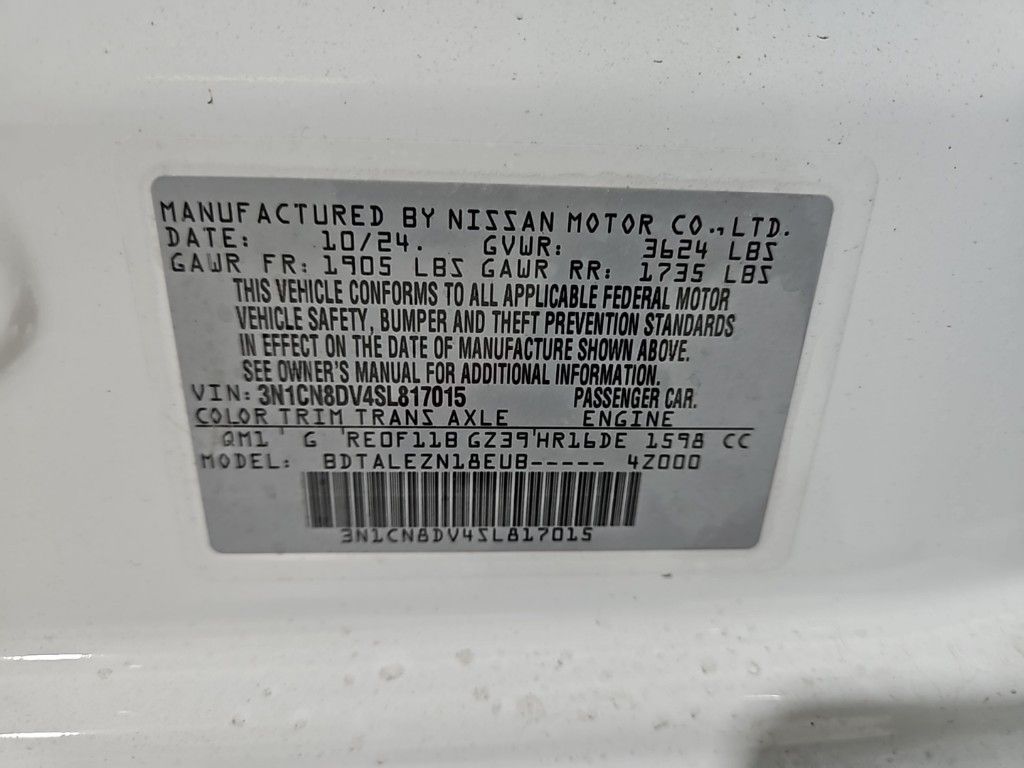 MANUFACTURED BY NISSAN MOTOR CO.,LTD.
DATE: 10/24. GVWR: 3624 LBS
GAWR FR: 1905 LBS GAWR RR: 1735 LBS
THIS VEHICLE CONFORMS TO ALL APPLICABLE FEDERAL MOTOR
VEHICLE SAFETY, BUMPER AND THEFT PREVENTION STANDARDS
IN EFFECT ON THE DATE OF MANUFACTURE SHOWN ABOVE.
SEE OWNER'S MANUAL FOR ADDITIONAL INFORMATION.
VIN: 3N1CN8DV4SL817015 PASSENGER CAR.
COLOR TRIM TRANS AXLE ENGINE
QM1 ' G 'RE0F11B GZ39'HR16DE 1598 CC
MODEL: BDTALEZN18EUB----- 4Z000
3N1CN8DV4SL817015